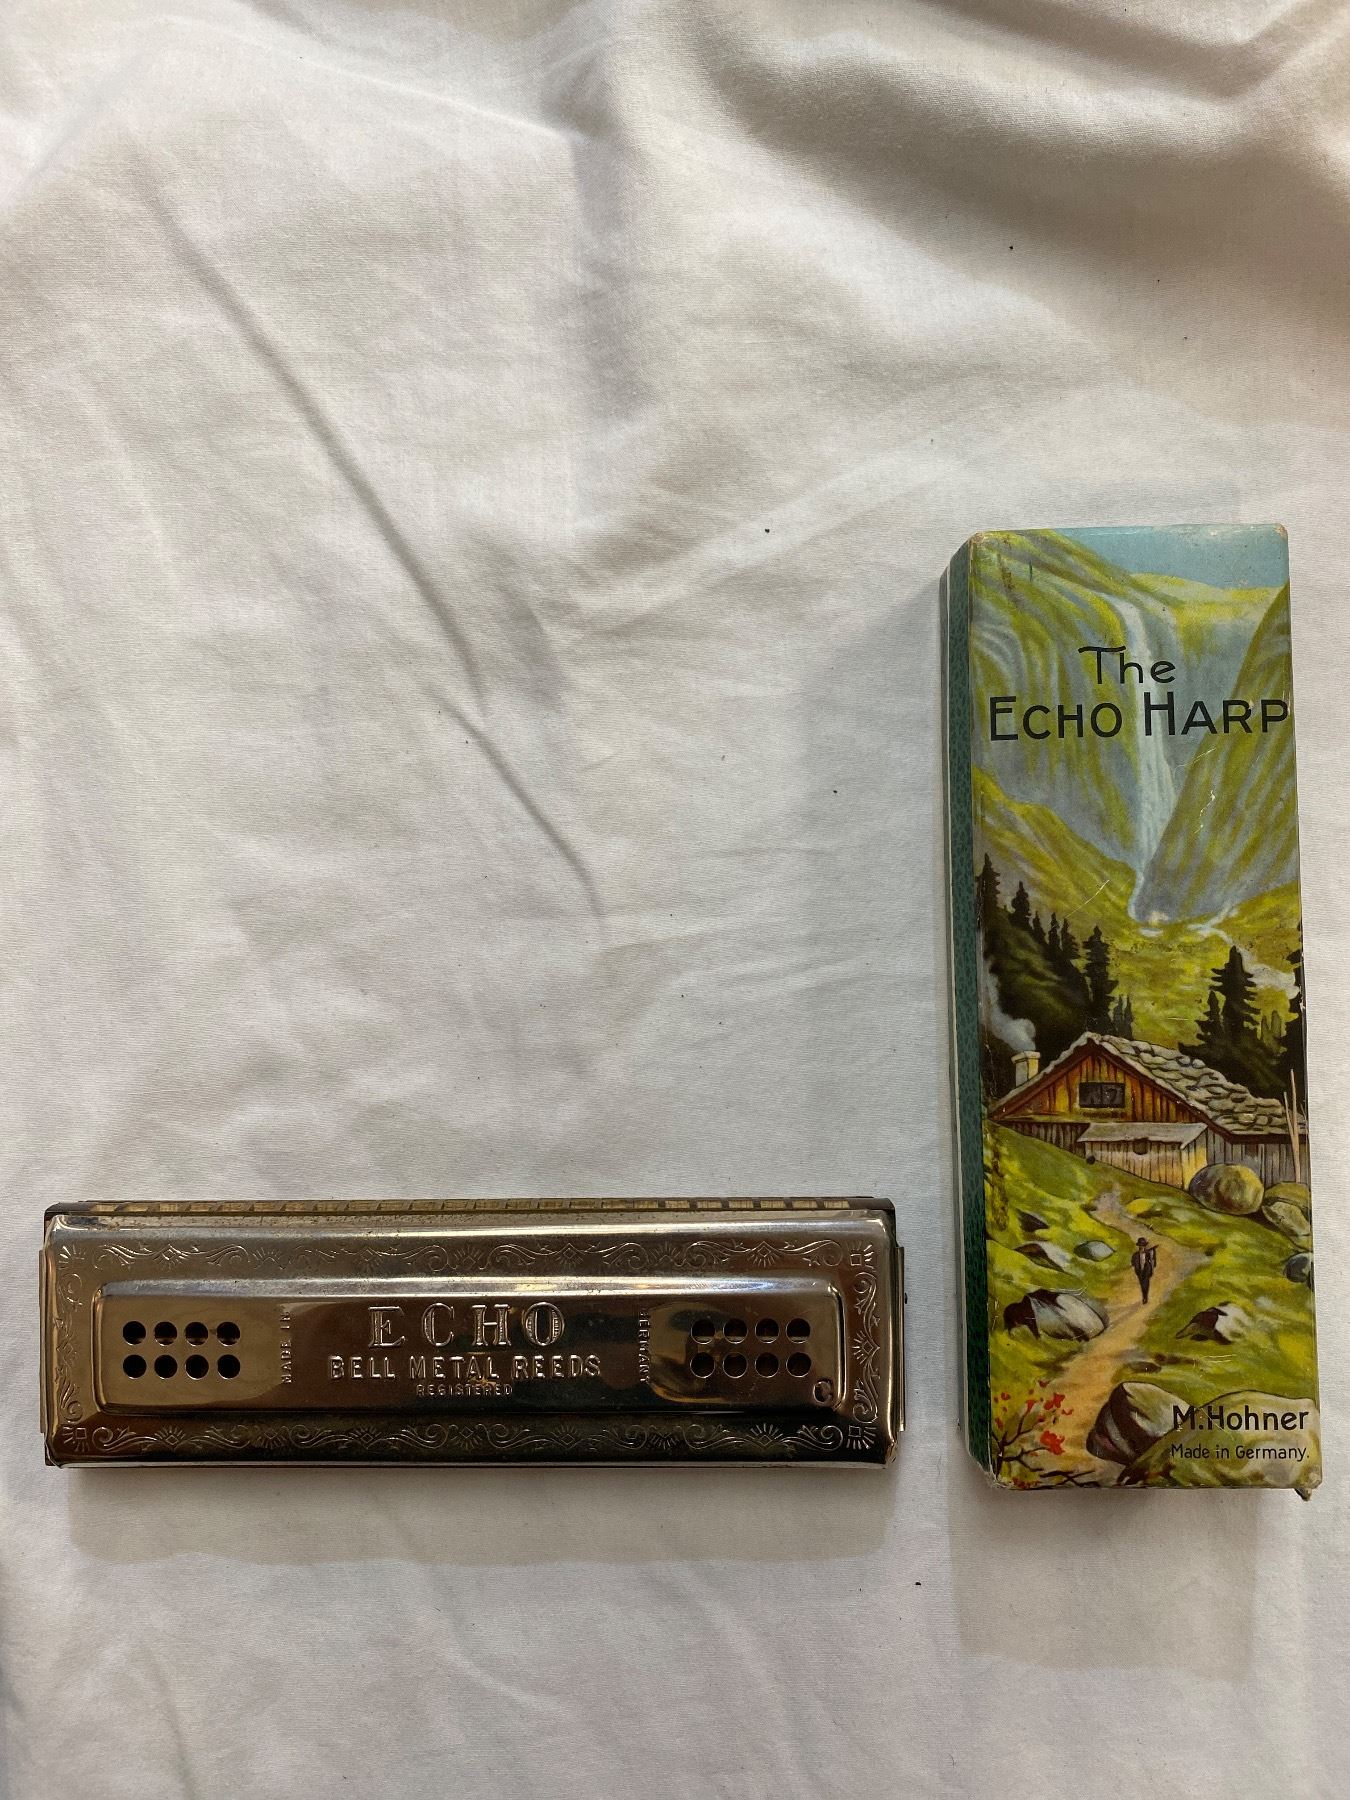 The
ECHO HARP
M. Hohner
Made in Germany.
MADE IN
ECHO
BELL METAL REEDS
REGISTERED
GERMANY
C